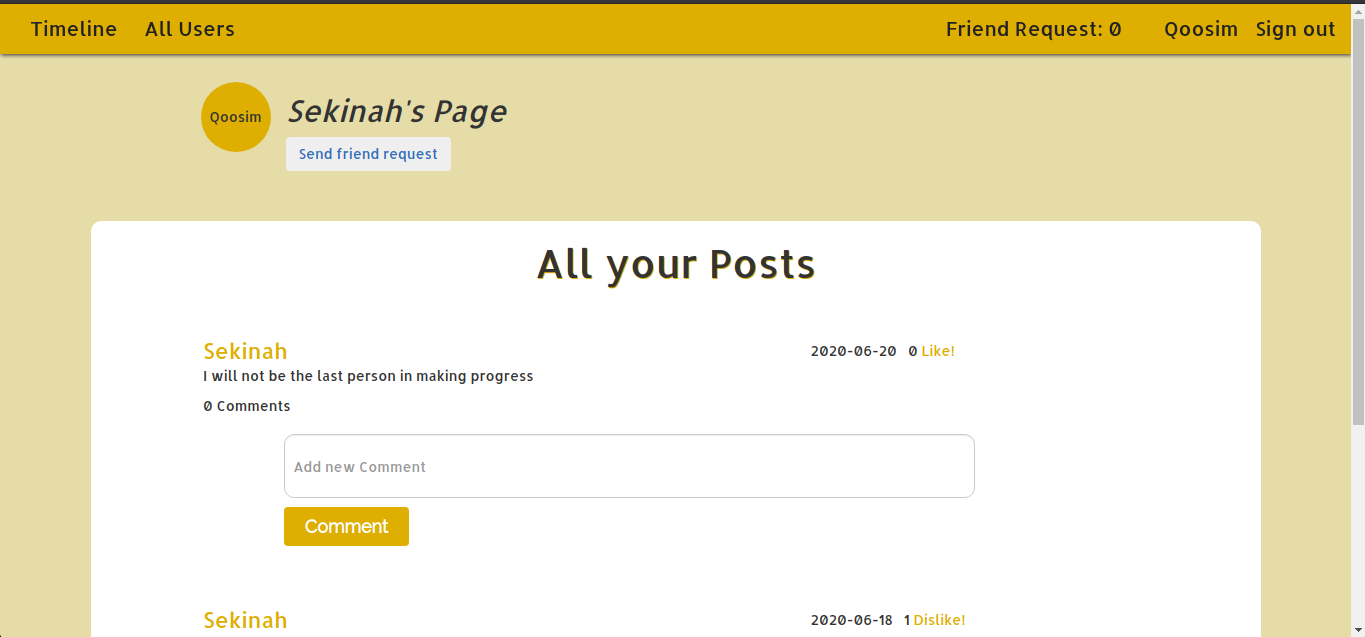 Timeline All Users Friend Request: 0 Qoosim Sign out
Qoosim
Sekinah's Page
Send friend request
All your Posts
Sekinah 2020-06-20 0 Like!
I will not be the last person in making progress
0 Comments
Add new Comment
Comment
Sekinah 2020-06-18 1 Dislike!